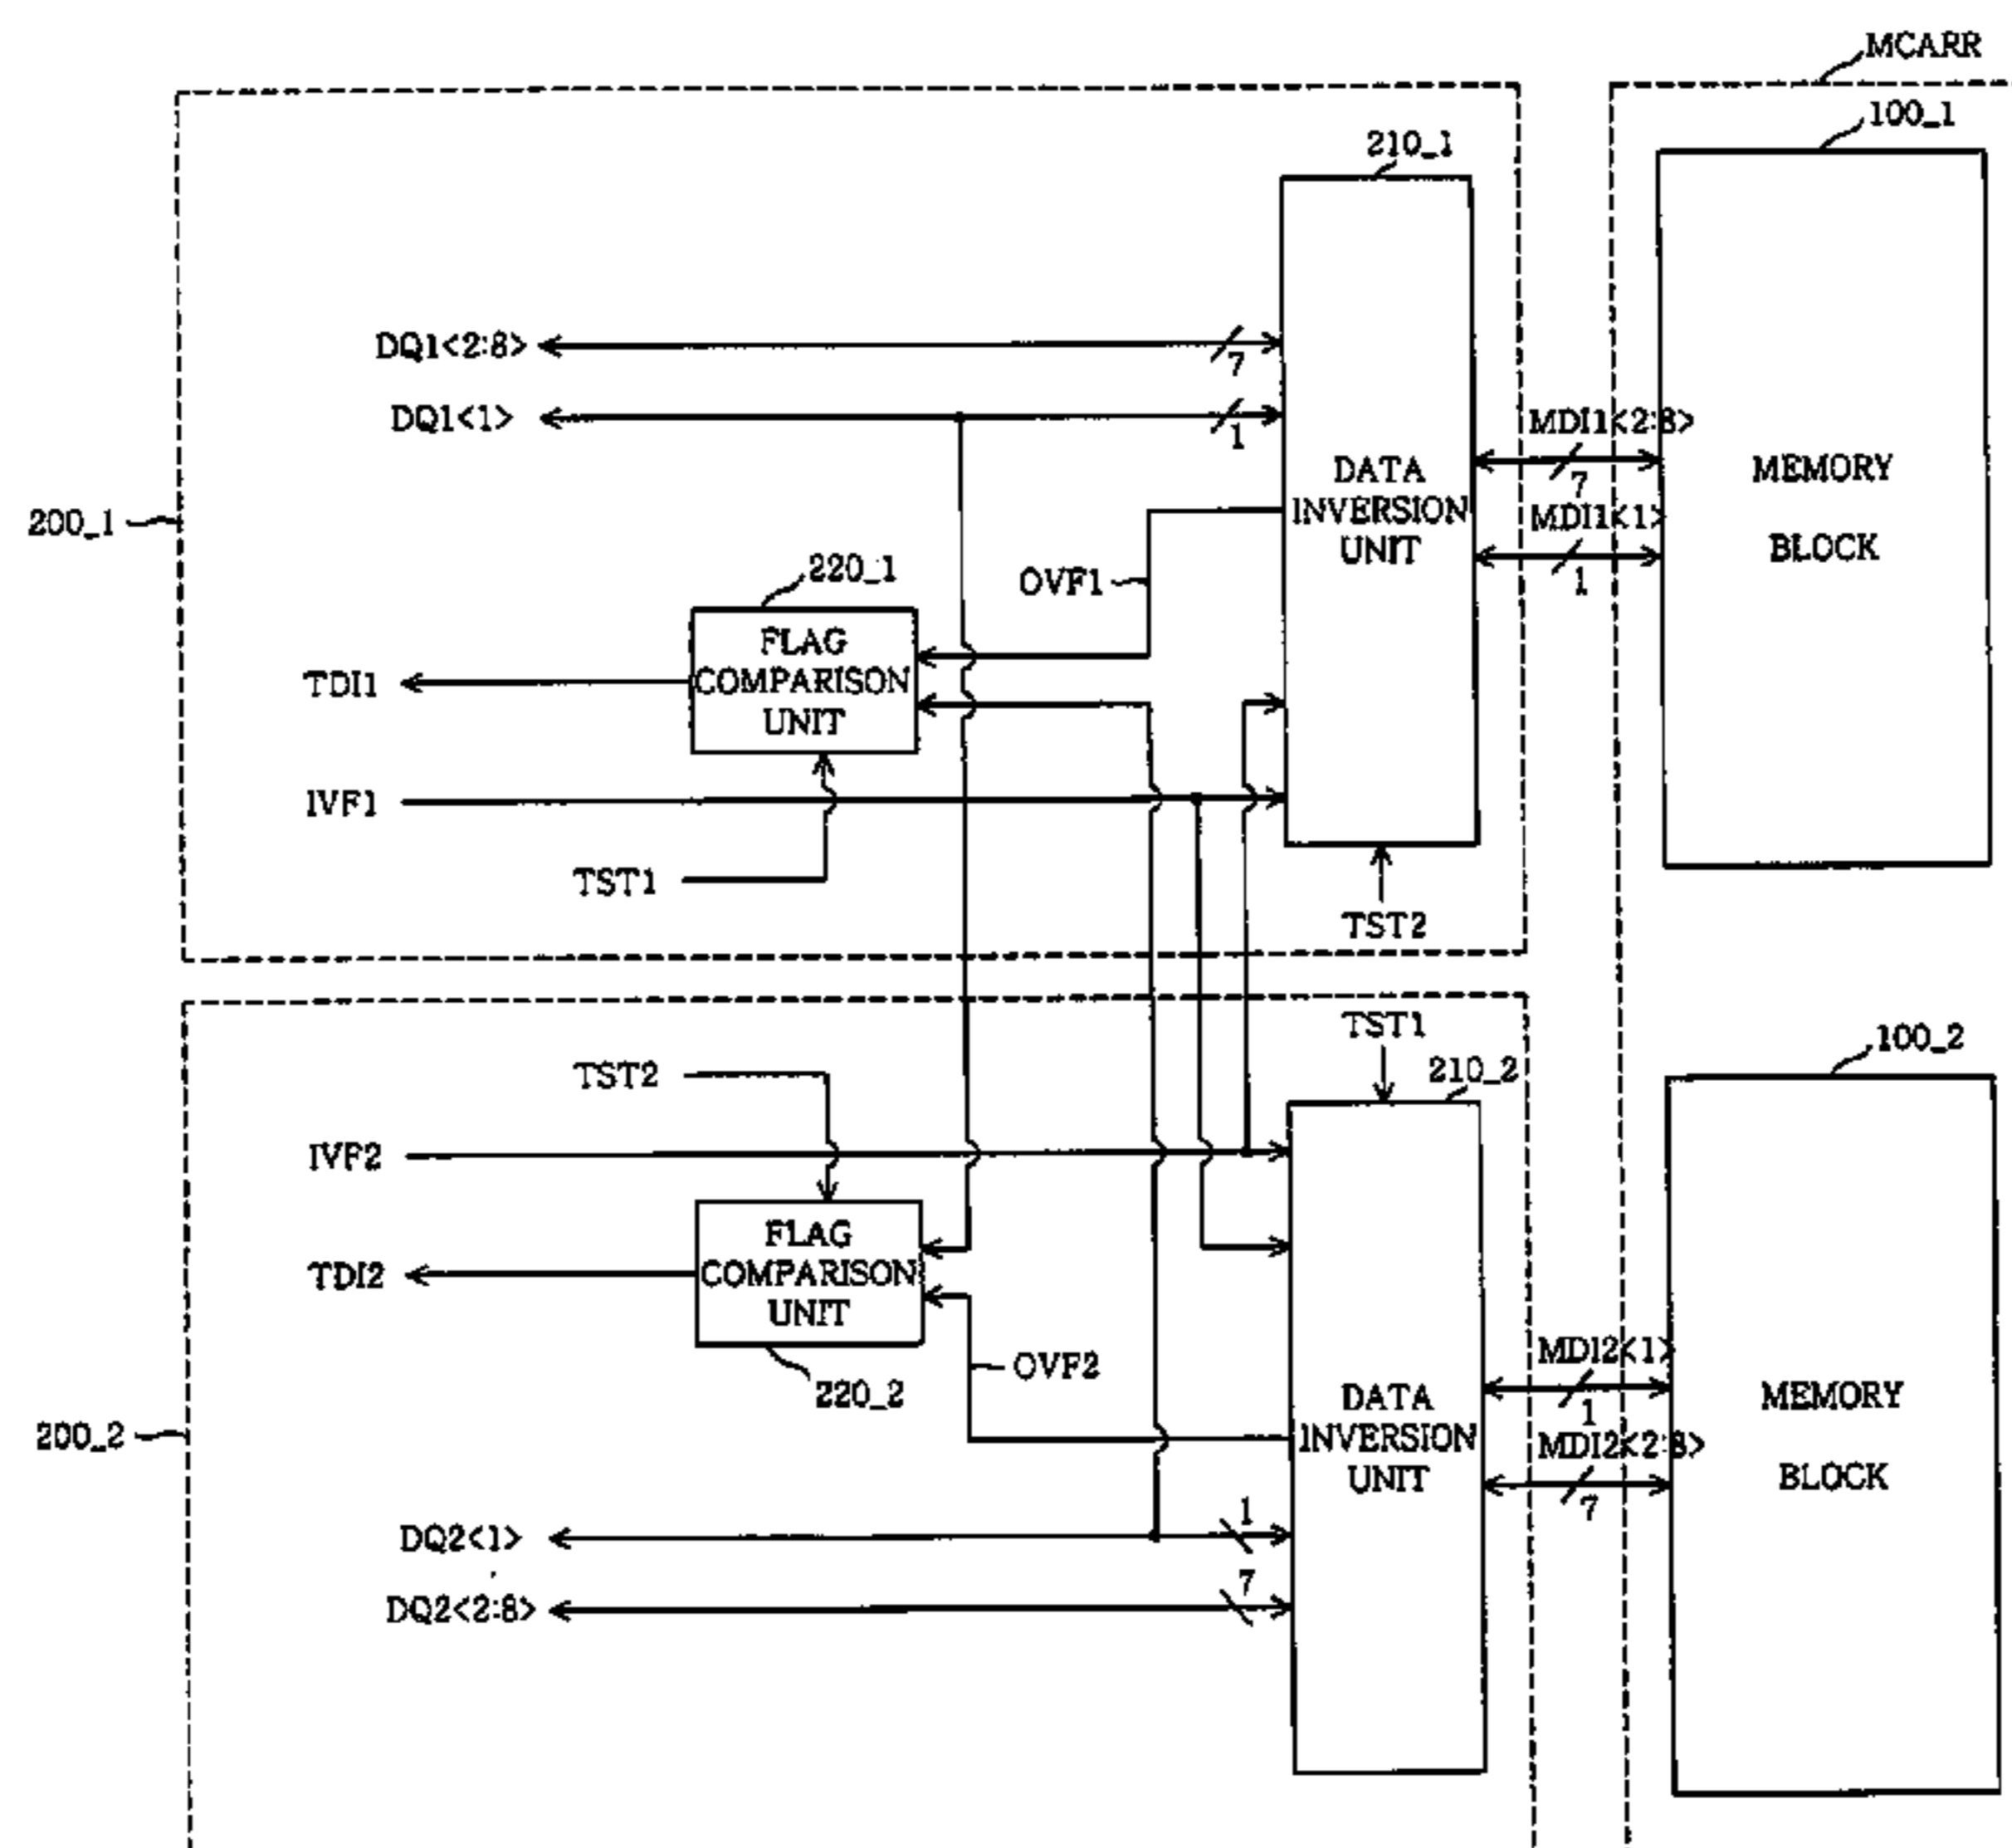 MCARR
100_1
210_1
DQ1<2:8>
7
DQ1<1>
1
MDI1<2:8>
7
MDI1<1>
1
DATA
INVERSION
UNIT
MEMORY
BLOCK
200_1
220_1
OVF1
FLAG
COMPARISON
UNIT
TDI1
IVF1
TST1
TST2
TST1
100_2
TST2
210_2
IVF2
FLAG
COMPARISON
UNIT
TDI2
OVF2
220_2
MDI2<1>
1
MDI2<2:8>
7
DATA
INVERSION
UNIT
MEMORY
BLOCK
200_2
DQ2<1>
1
DQ2<2:8>
7